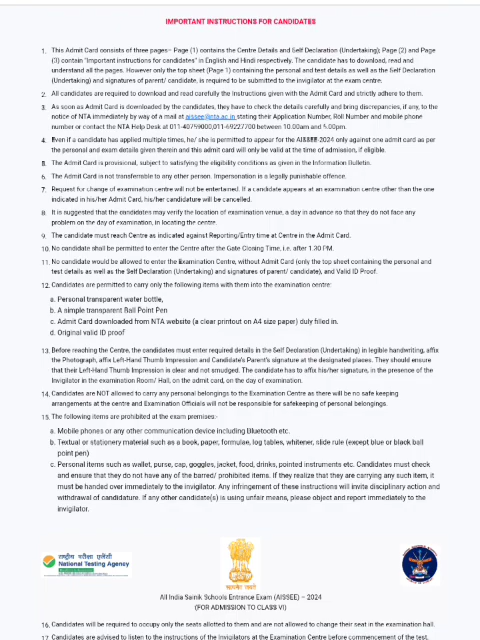 IMPORTANT INSTRUCTIONS FOR CANDIDATES
1. This Admit Card consists of three pages– Page (1) contains the Centre Details and Self Declaration (Undertaking); Page (2) and Page
(3) contain "Important instructions for candidates" in English and Hindi respectively. The candidate has to download, read and
understand all the pages. However only the top sheet (Page 1) containing the personal and test details as well as the Self Declaration
(Undertaking) and signatures of parent/ candidate, is required to be submitted to the invigilator at the exam centre.
2. All candidates are required to download and read carefully the Instructions given with the Admit Card and strictly adhere to them.
3. As soon as Admit Card is downloaded by the candidates, they have to check the details carefully and bring discrepancies, if any, to the
notice of NTA immediately by way of a mail at aissee@nta.ac.in stating their Application Number, Roll Number and mobile phone
number or contact the NTA Help Desk at 011-40759000,011-69227700 between 10.00am and 5.00pm.
4. Even if a candidate has applied multiple times, he/ she is permitted to appear for the AISSEE-2024 only against one admit card as per
the personal and exam details given therein and this admit card will only be valid at the time of admission, if eligible.
5. The Admit Card is provisional, subject to satisfying the eligibility conditions as given in the Information Bulletin.
6. The Admit Card is not transferrable to any other person. Impersonation is a legally punishable offence.
7. Request for change of examination centre will not be entertained. If a candidate appears at an examination centre other than the one
indicated in his/her Admit Card, his/her candidature will be cancelled.
8. It is suggested that the candidates may verify the location of examination venue, a day in advance so that they do not face any
problem on the day of examination, in locating the centre.
9. The candidate must reach Centre as indicated against Reporting/Entry time at Centre in the Admit Card.
10. No candidate shall be permitted to enter the Centre after the Gate Closing Time, i.e. after 1.30 PM.
11. No candidate would be allowed to enter the Examination Centre, without Admit Card (only the top sheet containing the personal and
test details as well as the Self Declaration (Undertaking) and signatures of parent/ candidate), and Valid ID Proof.
12. Candidates are permitted to carry only the following items with them into the examination centre:
a. Personal transparent water bottle,
b. A simple transparent Ball Point Pen
c. Admit Card downloaded from NTA website (a clear printout on A4 size paper) duly filled in.
d. Original valid ID proof
13. Before reaching the Centre, the candidates must enter required details in the Self Declaration (Undertaking) in legible handwriting, affix
the Photograph, affix Left-Hand Thumb Impression and Candidate's Parent's signature at the designated places. They should ensure
that their Left-Hand Thumb Impression is clear and not smudged. The candidate has to affix his/her signature, in the presence of the
Invigilator in the examination Room/ Hall, on the admit card, on the day of examination.
14. Candidates are NOT allowed to carry any personal belongings to the Examination Centre as there will be no safe keeping
arrangements at the centre and Examination Officials will not be responsible for safekeeping of personal belongings.
15. The following items are prohibited at the exam premises:-
a. Mobile phones or any other communication device including Bluetooth etc.
b. Textual or stationery material such as a book, paper, formulae, log tables, whitener, slide rule (except blue or black ball
point pen)
c. Personal items such as wallet, purse, cap, goggles, jacket, food, drinks, pointed instruments etc. Candidates must check
and ensure that they do not have any of the barred/ prohibited items. If they realize that they are carrying any such item, it
must be handed over immediately to the invigilator. Any infringement of these instructions will invite disciplinary action and
withdrawal of candidature. If any other candidate(s) is using unfair means, please object and report immediately to the
invigilator.
राष्ट्रीय परीक्षा एजेंसी
National Testing Agency
सत्यमेव जयते
All India Sainik Schools Entrance Exam (AISSEE) – 2024
(FOR ADMISSION TO CLASS VI)
16. Candidates will be required to occupy only the seats allotted to them and are not allowed to change their seat in the examination hall.
17. Candidates are advised to listen to the instructions of the Invigilators at the Examination Centre before commencement of the test.